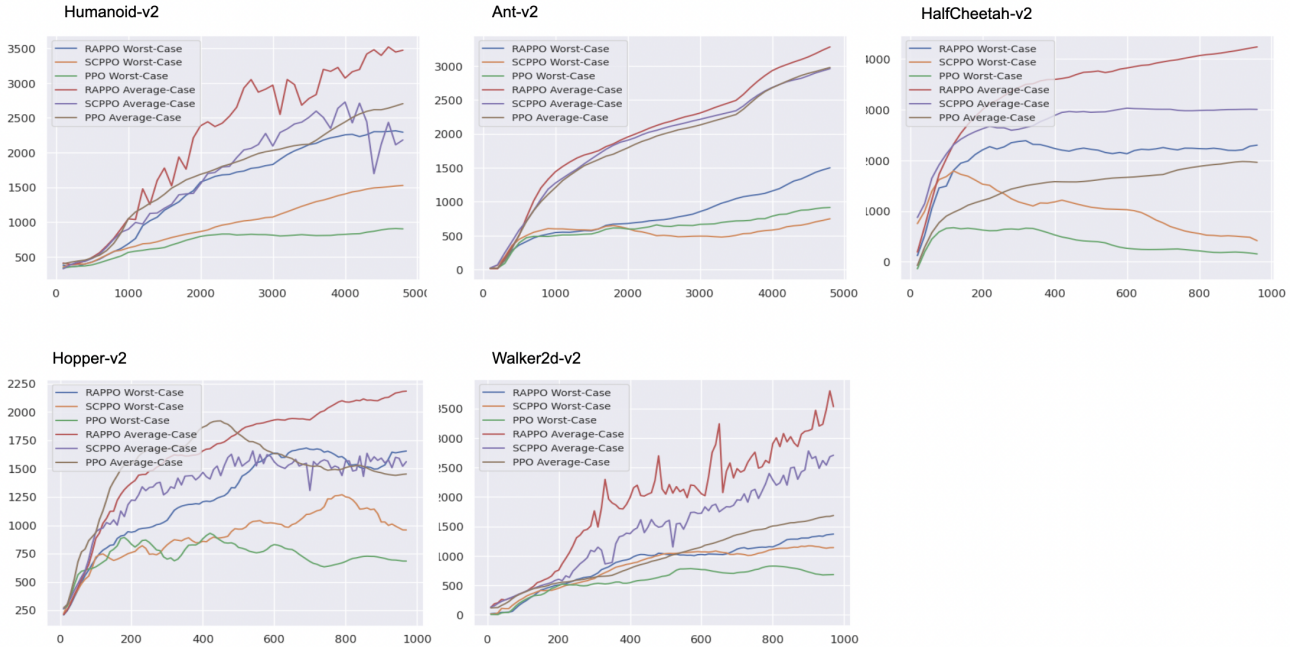 Humanoid-v2
RAPPO Worst-Case
SCPPO Worst-Case
PPO Worst-Case
RAPPO Average-Case
SCPPO Average-Case
PPO Average-Case
3500
3000
2500
2000
1500
1000
500
0 1000 2000 3000 4000 5000
Ant-v2
RAPPO Worst-Case
SCPPO Worst-Case
PPO Worst-Case
RAPPO Average-Case
SCPPO Average-Case
PPO Average-Case
3000
2500
2000
1500
1000
500
0
0 1000 2000 3000 4000 5000
HalfCheetah-v2
RAPPO Worst-Case
SCPPO Worst-Case
PPO Worst-Case
RAPPO Average-Case
SCPPO Average-Case
PPO Average-Case
4000
3000
2000
1000
0
0 200 400 600 800 1000
Hopper-v2
RAPPO Worst-Case
SCPPO Worst-Case
PPO Worst-Case
RAPPO Average-Case
SCPPO Average-Case
PPO Average-Case
2250
2000
1750
1500
1250
1000
750
500
250
0 200 400 600 800 1000
Walker2d-v2
RAPPO Worst-Case
SCPPO Worst-Case
PPO Worst-Case
RAPPO Average-Case
SCPPO Average-Case
PPO Average-Case
3500
3000
2500
2000
1500
1000
500
0
0 200 400 600 800 1000